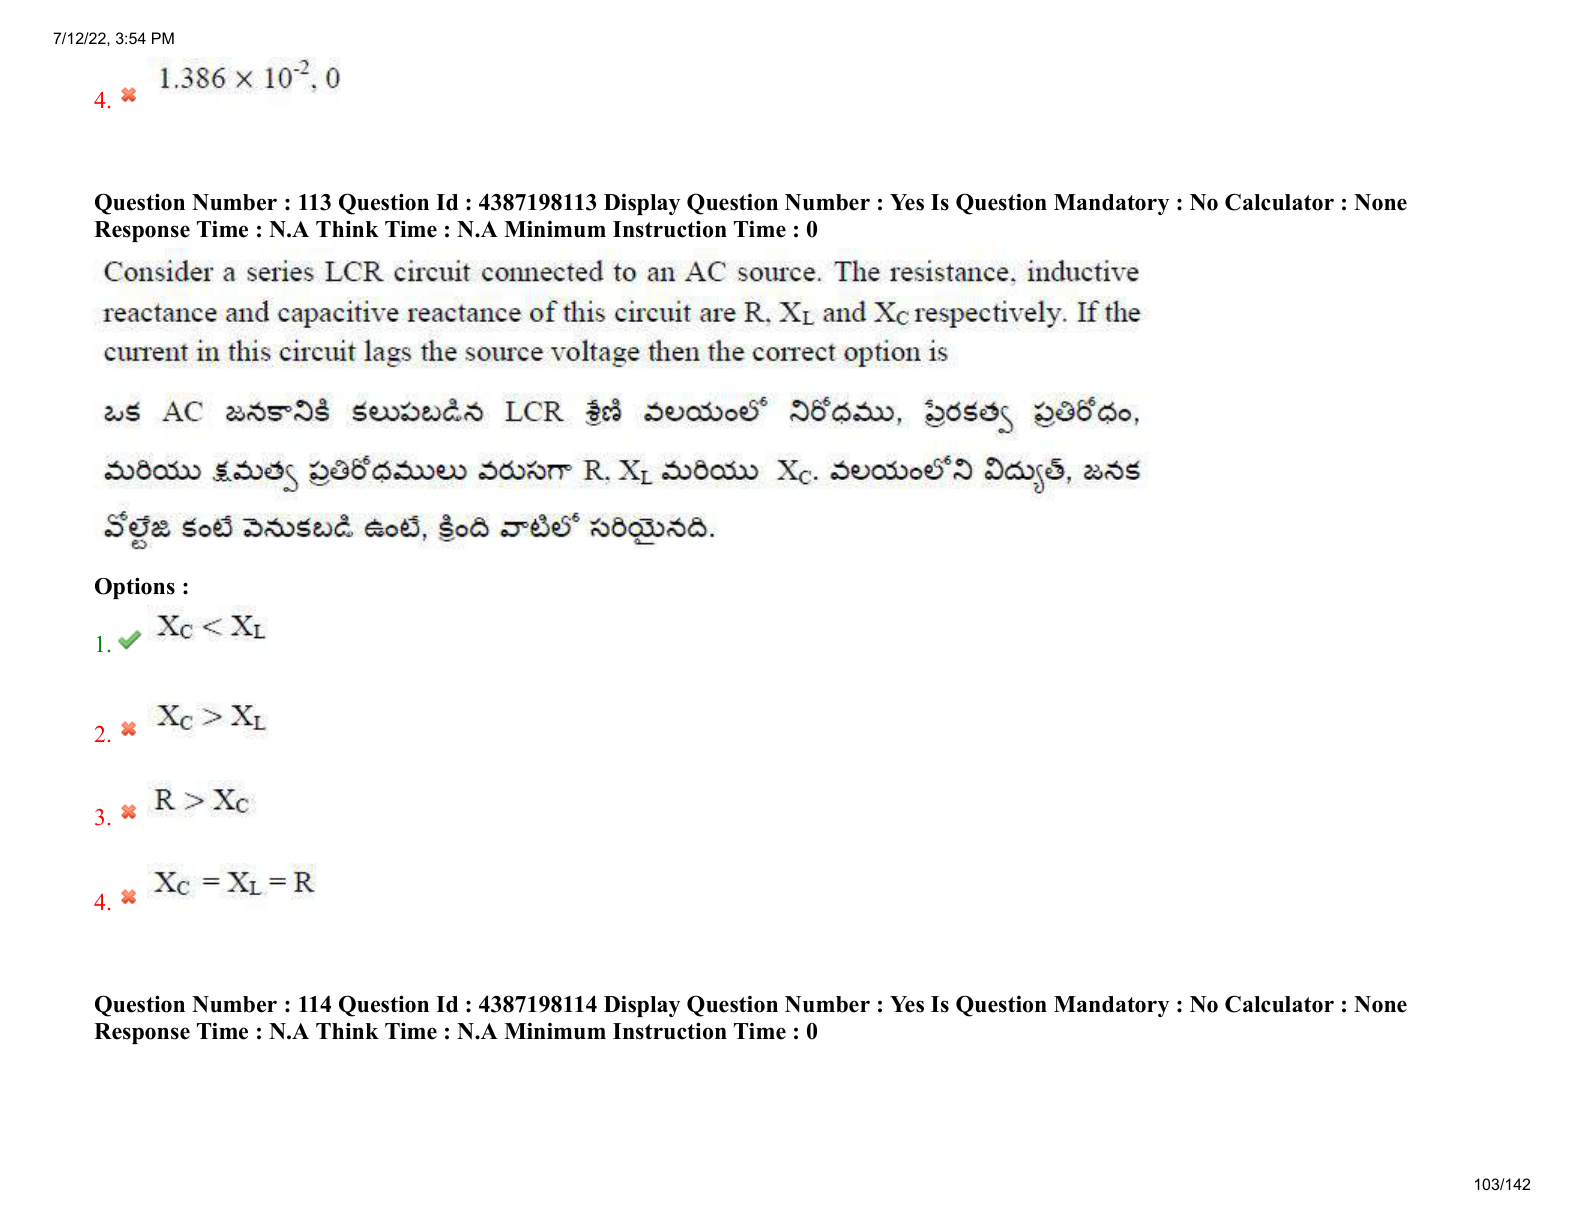 7/12/22, 3:54 PM
1.386 × 10⁻², 0
4.
Question Number : 113 Question Id : 4387198113 Display Question Number : Yes Is Question Mandatory : No Calculator : None
Response Time : N.A Think Time : N.A Minimum Instruction Time : 0
Consider a series LCR circuit connected to an AC source. The resistance, inductive
reactance and capacitive reactance of this circuit are R, X_L and X_C respectively. If the
current in this circuit lags the source voltage then the correct option is
ఒక AC జనకానికి కలుపబడిన LCR శ్రేణి వలయంలో నిరోధము, ప్రేరకత్వ ప్రతిరోధం,
మరియు క్షమత్వ ప్రతిరోధములు వరుసగా R, X_L మరియు X_C. వలయంలోని విద్యుత్, జనక
వోల్టేజి కంటే వెనుకబడి ఉంటే, క్రింది వాటిలో సరియైనది.
Options :
1. X_C < X_L
2. X_C > X_L
3. R > X_C
4. X_C = X_L = R
Question Number : 114 Question Id : 4387198114 Display Question Number : Yes Is Question Mandatory : No Calculator : None
Response Time : N.A Think Time : N.A Minimum Instruction Time : 0
103/142